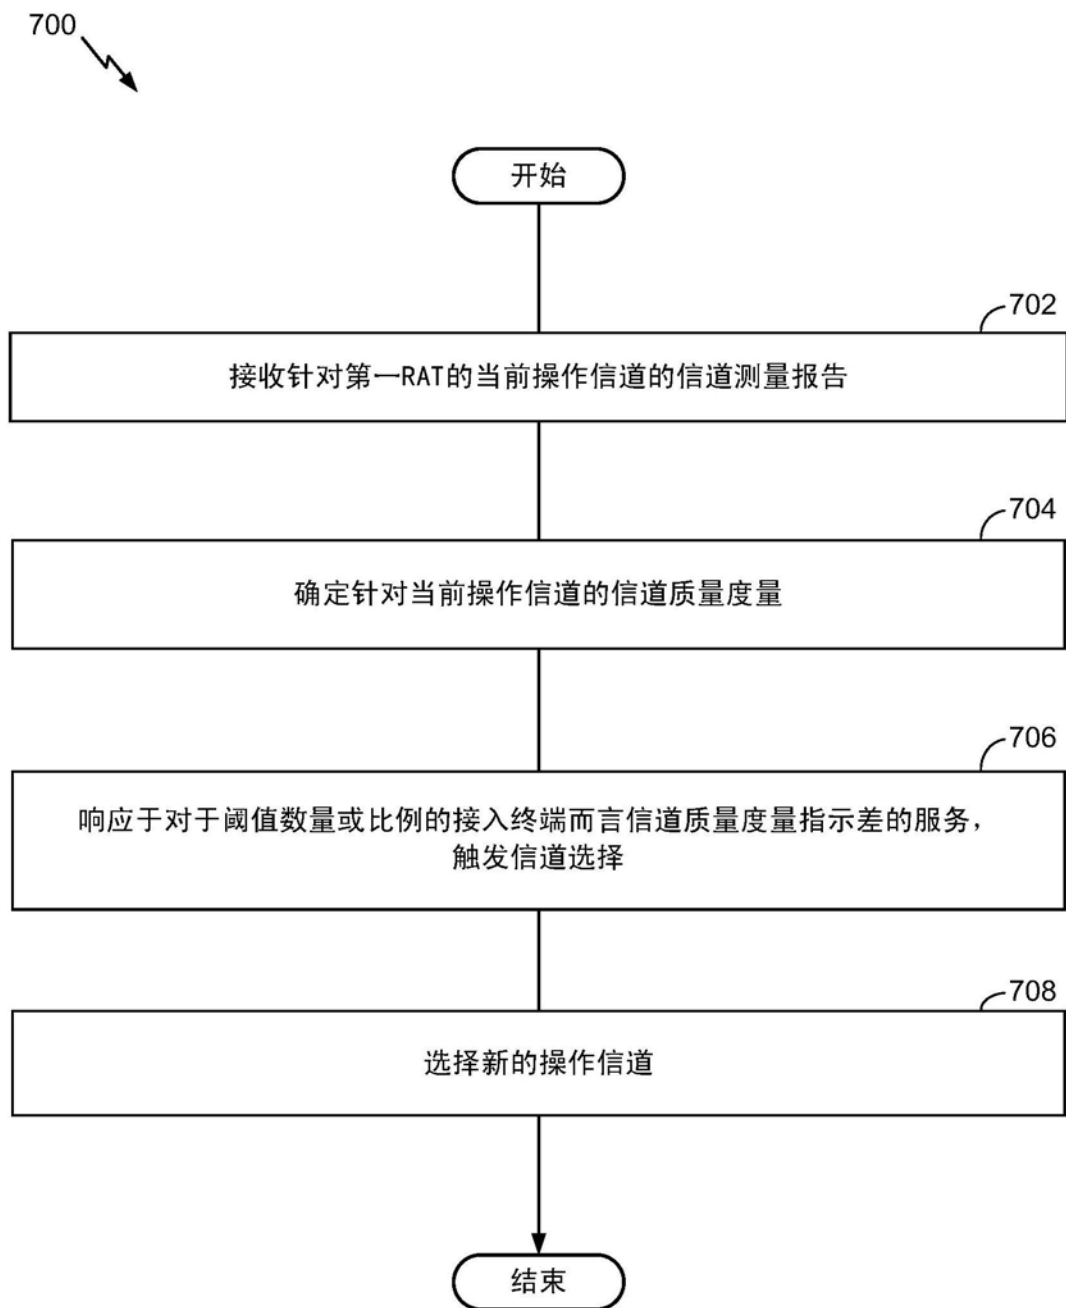 700
开始
702
接收针对第一RAT的当前操作信道的信道测量报告
704
确定针对当前操作信道的信道质量度量
706
响应于对于阈值数量或比例的接入终端而言信道质量度量指示差的服务，
触发信道选择
708
选择新的操作信道
结束